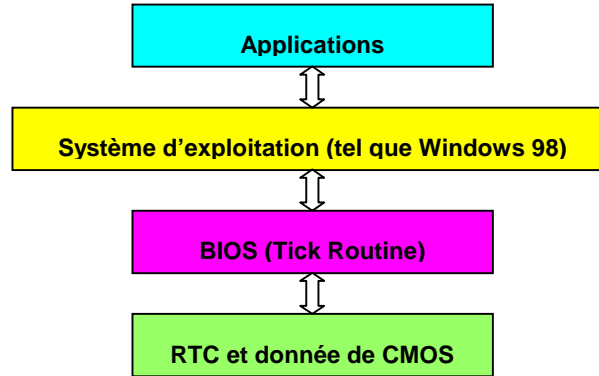 Applications
Système d’exploitation (tel que Windows 98)
BIOS (Tick Routine)
RTC et donnée de CMOS